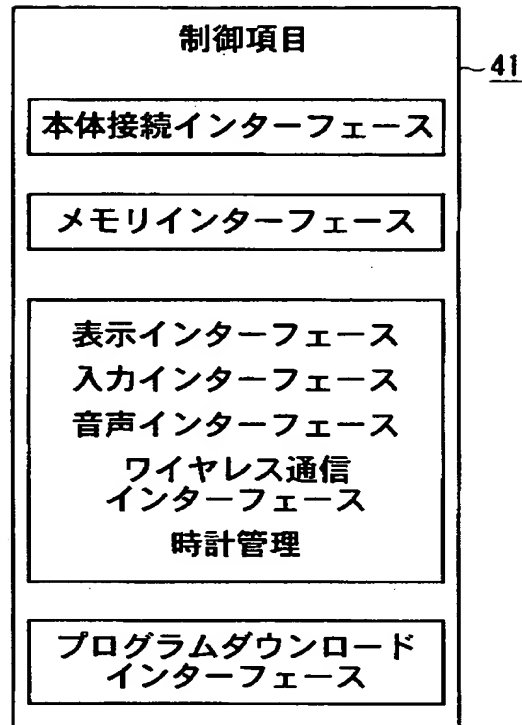 制御項目
41
本体接続インターフェース
メモリインターフェース
表示インターフェース
入力インターフェース
音声インターフェース
ワイヤレス通信
インターフェース
時計管理
プログラムダウンロード
インターフェース